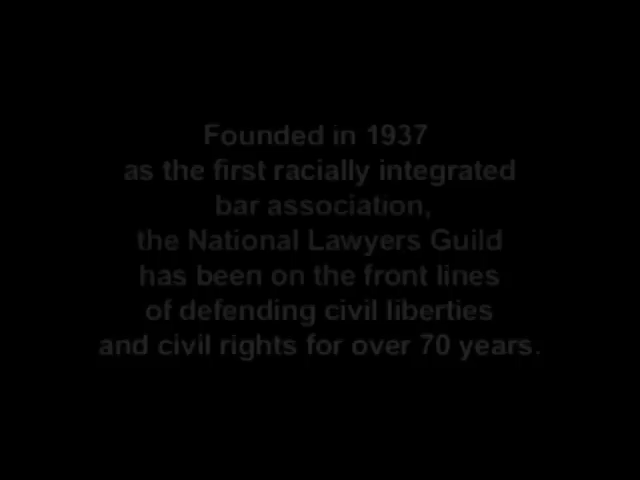 Founded in 1937
as the first racially integrated
bar association,
the National Lawyers Guild
has been on the front lines
of defending civil liberties
and civil rights for over 70 years.